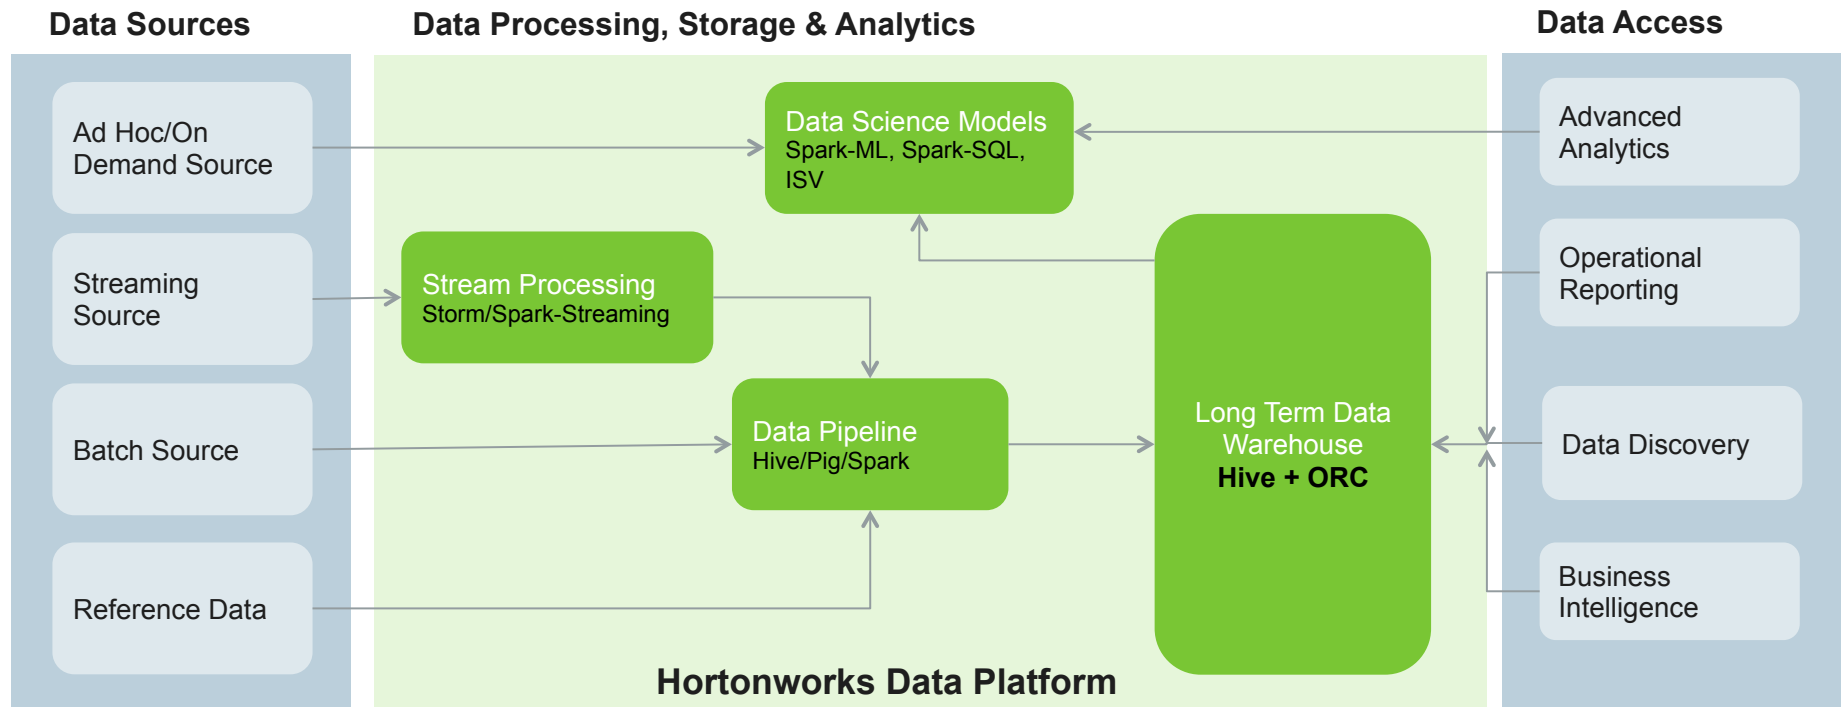 Data Sources
Data Processing, Storage & Analytics
Data Access
Ad Hoc/On
Demand Source
Streaming
Source
Batch Source
Reference Data
Data Science Models
Spark-ML, Spark-SQL,
ISV
Stream Processing
Storm/Spark-Streaming
Data Pipeline
Hive/Pig/Spark
Long Term Data
Warehouse
Hive + ORC
Advanced
Analytics
Operational
Reporting
Data Discovery
Business
Intelligence
Hortonworks Data Platform